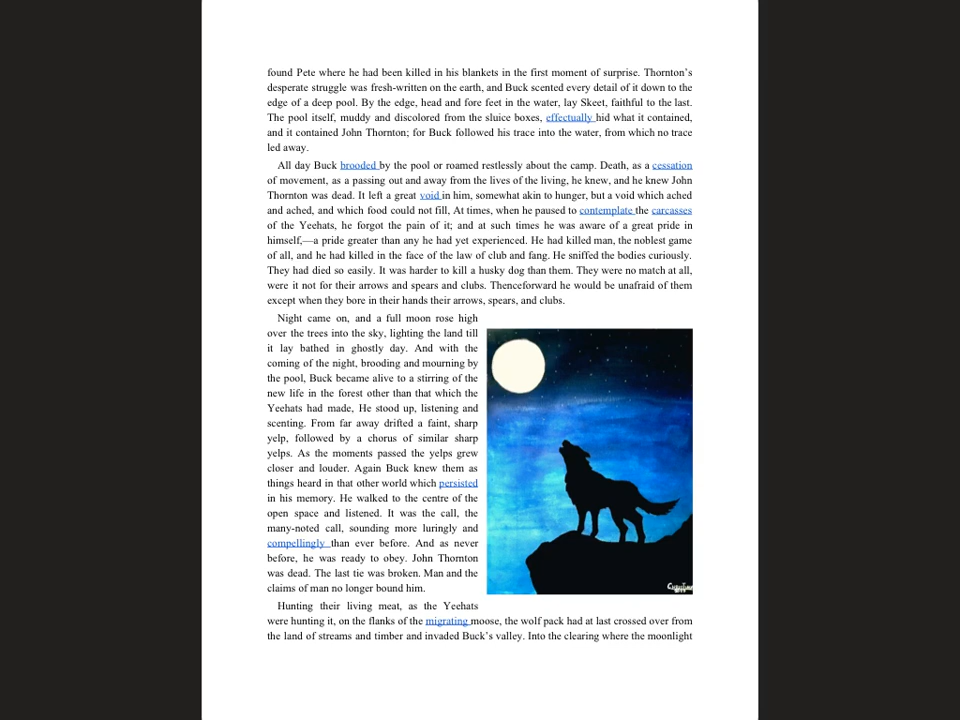 found Pete where he had been killed in his blankets in the first moment of surprise. Thornton’s
desperate struggle was fresh-written on the earth, and Buck scented every detail of it down to the
edge of a deep pool. By the edge, head and fore feet in the water, lay Skeet, faithful to the last.
The pool itself, muddy and discolored from the sluice boxes, effectually hid what it contained,
and it contained John Thornton; for Buck followed his trace into the water, from which no trace
led away.
All day Buck brooded by the pool or roamed restlessly about the camp. Death, as a cessation
of movement, as a passing out and away from the lives of the living, he knew, and he knew John
Thornton was dead. It left a great void in him, somewhat akin to hunger, but a void which ached
and ached, and which food could not fill, At times, when he paused to contemplate the carcasses
of the Yeehats, he forgot the pain of it; and at such times he was aware of a great pride in
himself,—a pride greater than any he had yet experienced. He had killed man, the noblest game
of all, and he had killed in the face of the law of club and fang. He sniffed the bodies curiously.
They had died so easily. It was harder to kill a husky dog than them. They were no match at all,
were it not for their arrows and spears and clubs. Thenceforward he would be unafraid of them
except when they bore in their hands their arrows, spears, and clubs.
Night came on, and a full moon rose high
over the trees into the sky, lighting the land till
it lay bathed in ghostly day. And with the
coming of the night, brooding and mourning by
the pool, Buck became alive to a stirring of the
new life in the forest other than that which the
Yeehats had made, He stood up, listening and
scenting. From far away drifted a faint, sharp
yelp, followed by a chorus of similar sharp
yelps. As the moments passed the yelps grew
closer and louder. Again Buck knew them as
things heard in that other world which persisted
in his memory. He walked to the centre of the
open space and listened. It was the call, the
many-noted call, sounding more luringly and
compellingly than ever before. And as never
before, he was ready to obey. John Thornton
was dead. The last tie was broken. Man and the
claims of man no longer bound him.
Hunting their living meat, as the Yeehats
were hunting it, on the flanks of the migrating moose, the wolf pack had at last crossed over from
the land of streams and timber and invaded Buck’s valley. Into the clearing where the moonlight